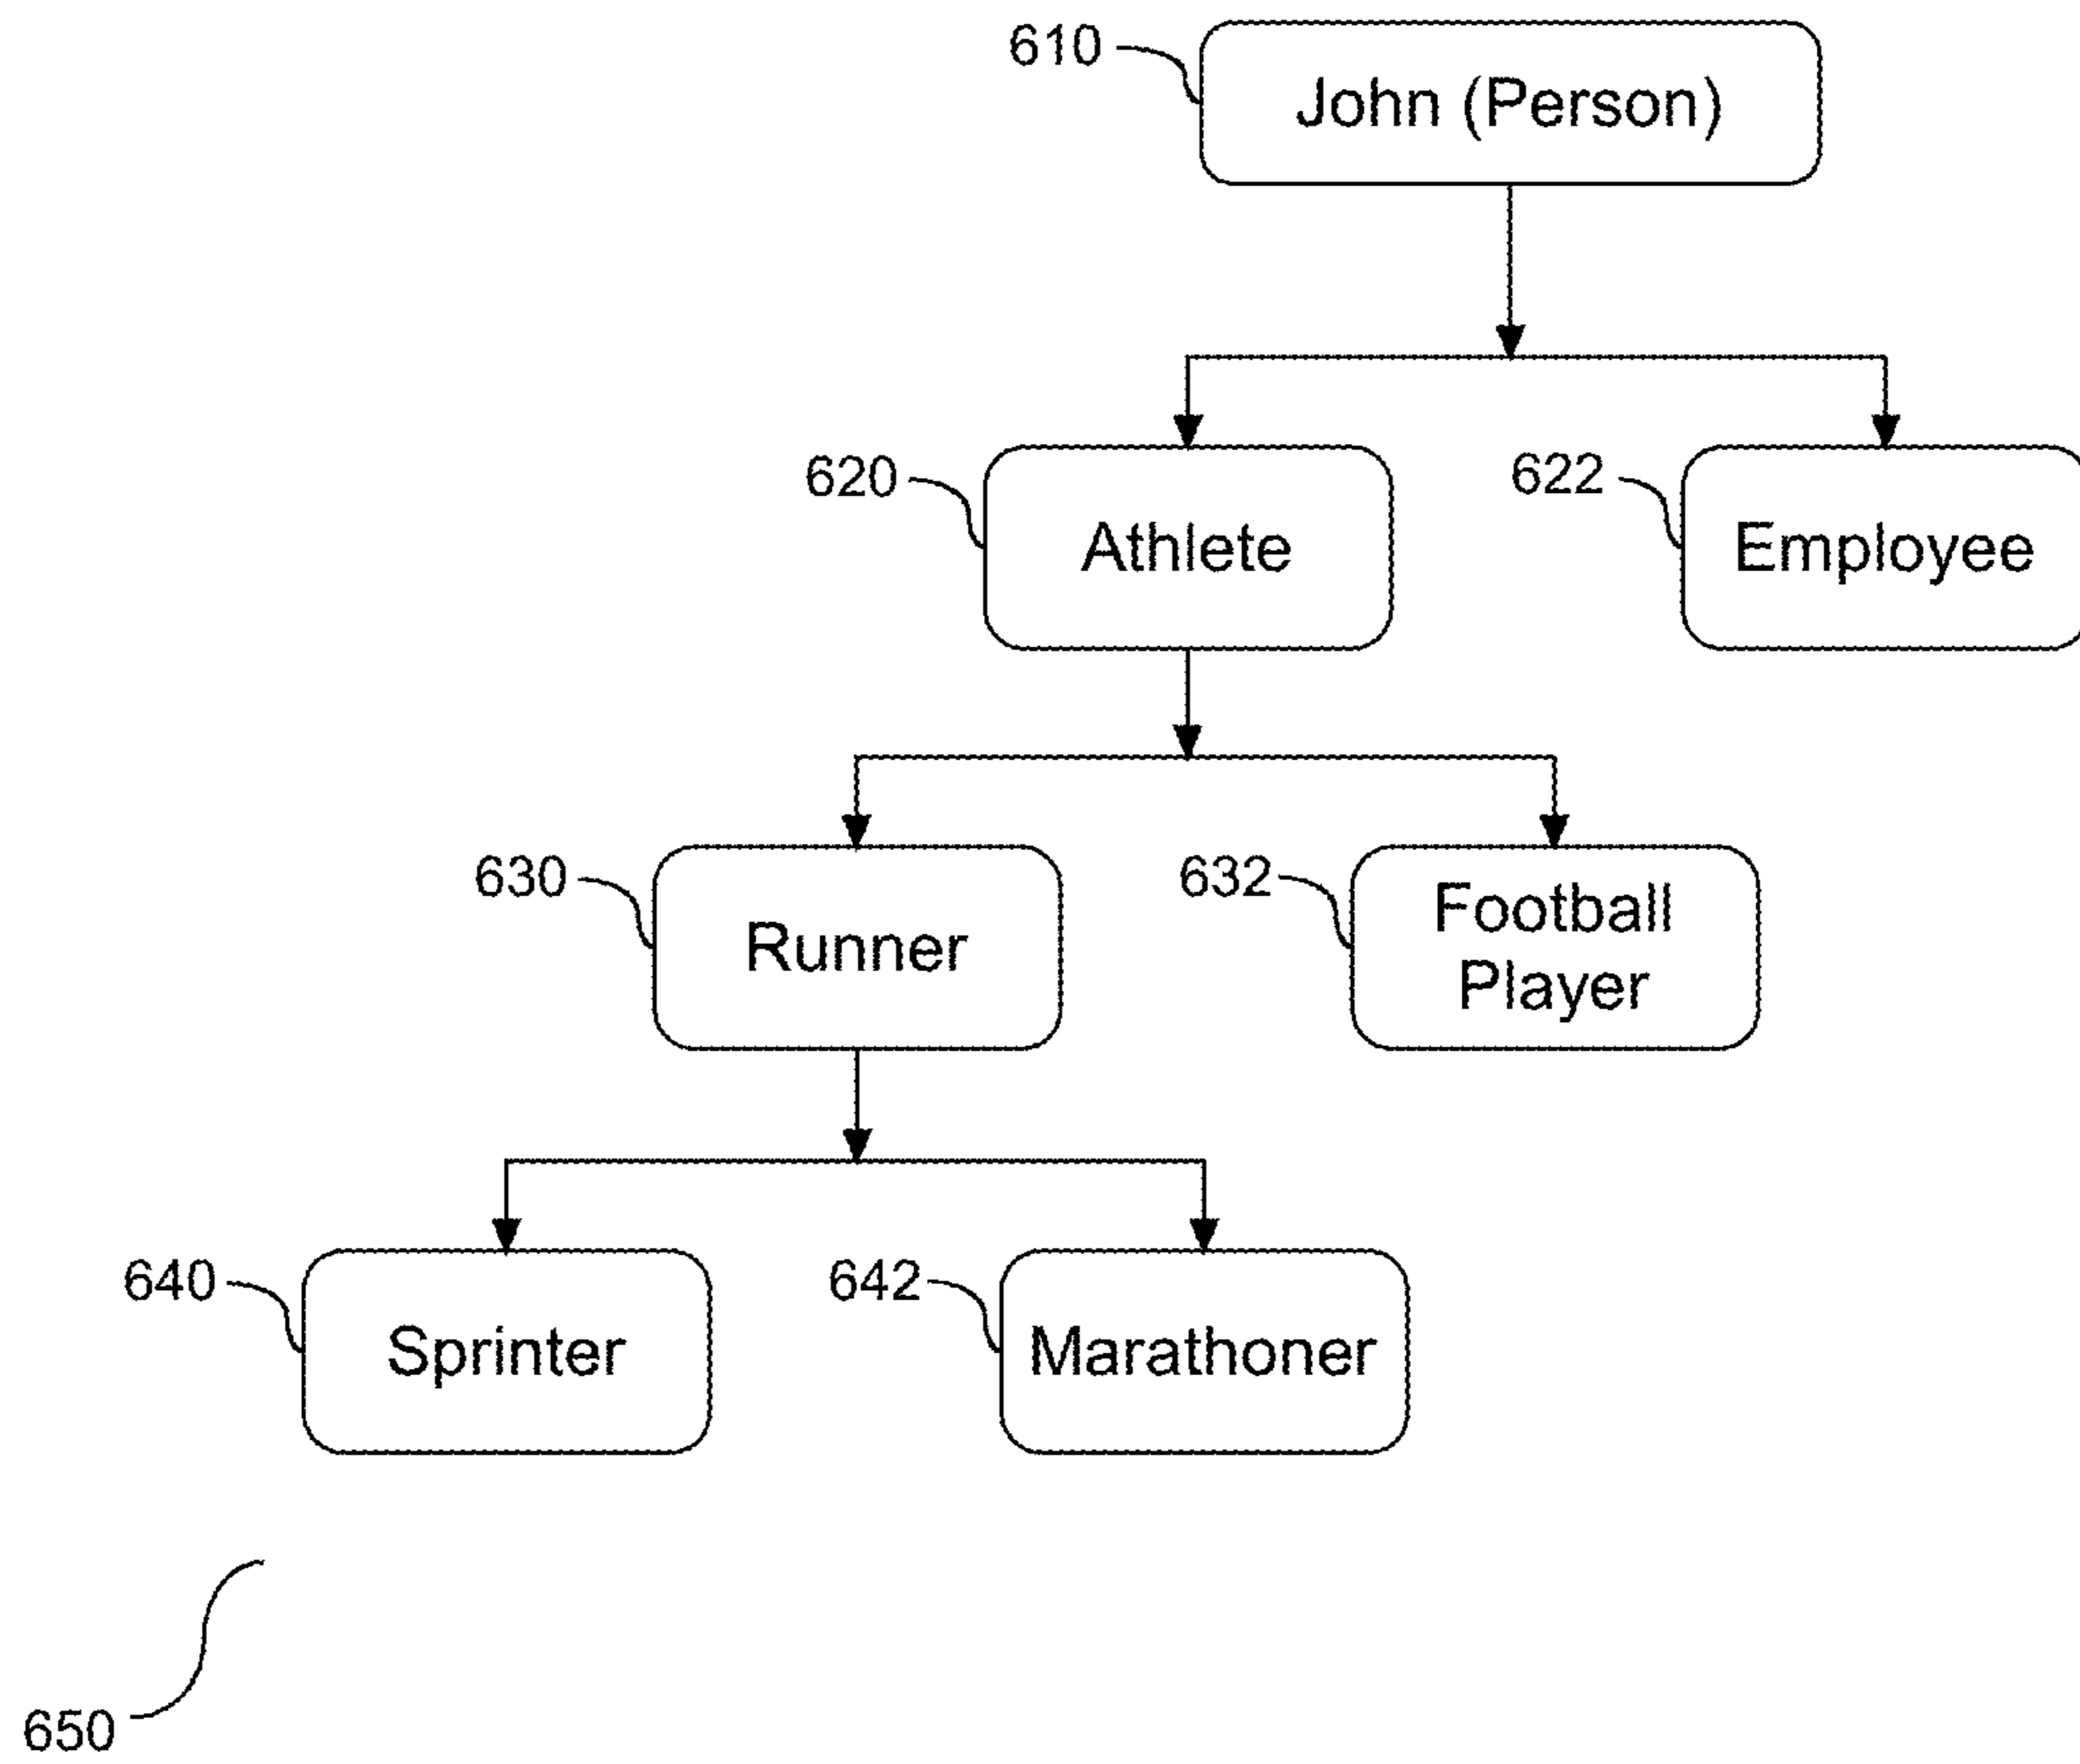 610
John (Person)
620
Athlete
622
Employee
630
Runner
632
Football
Player
640
Sprinter
642
Marathoner
650